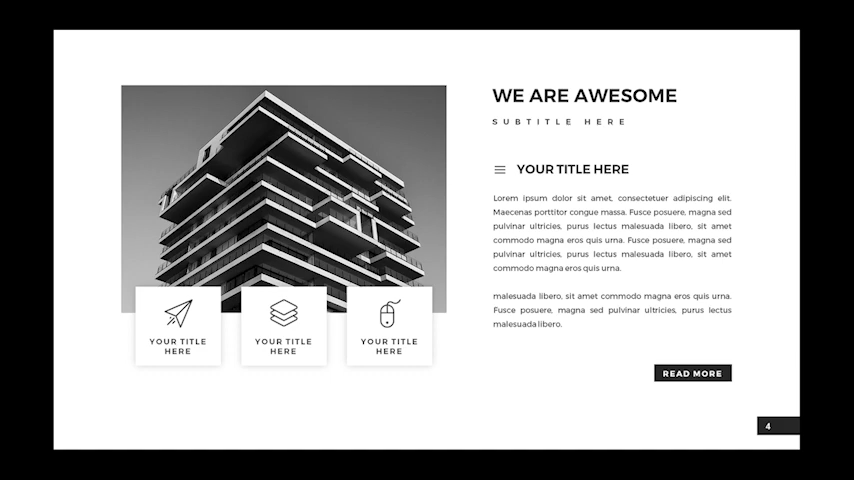 WE ARE AWESOME
SUBTITLE HERE
YOUR TITLE HERE
Lorem ipsum dolor sit amet, consectetuer adipiscing elit.
Maecenas porttitor congue massa. Fusce posuere, magna sed
pulvinar ultricies, purus lectus malesuada libero, sit amet
commodo magna eros quis urna. Fusce posuere, magna sed
pulvinar ultricies, purus lectus malesuada libero, sit amet
commodo magna eros quis urna.
malesuada libero, sit amet commodo magna eros quis urna.
Fusce posuere, magna sed pulvinar ultricies, purus lectus
malesuada libero.
YOUR TITLE
HERE
YOUR TITLE
HERE
YOUR TITLE
HERE
READ MORE
4